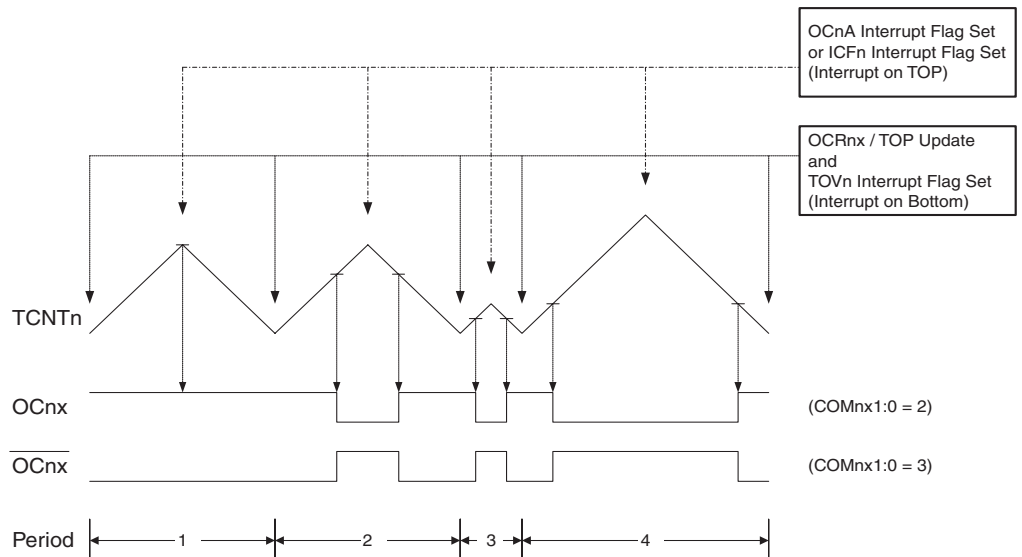 OCnA Interrupt Flag Set
or ICFn Interrupt Flag Set
(Interrupt on TOP)
OCRnx / TOP Update
and
TOVn Interrupt Flag Set
(Interrupt on Bottom)
TCNTn
OCnx
(COMnx1:0 = 2)
OCnx
(COMnx1:0 = 3)
Period
1
2
3
4